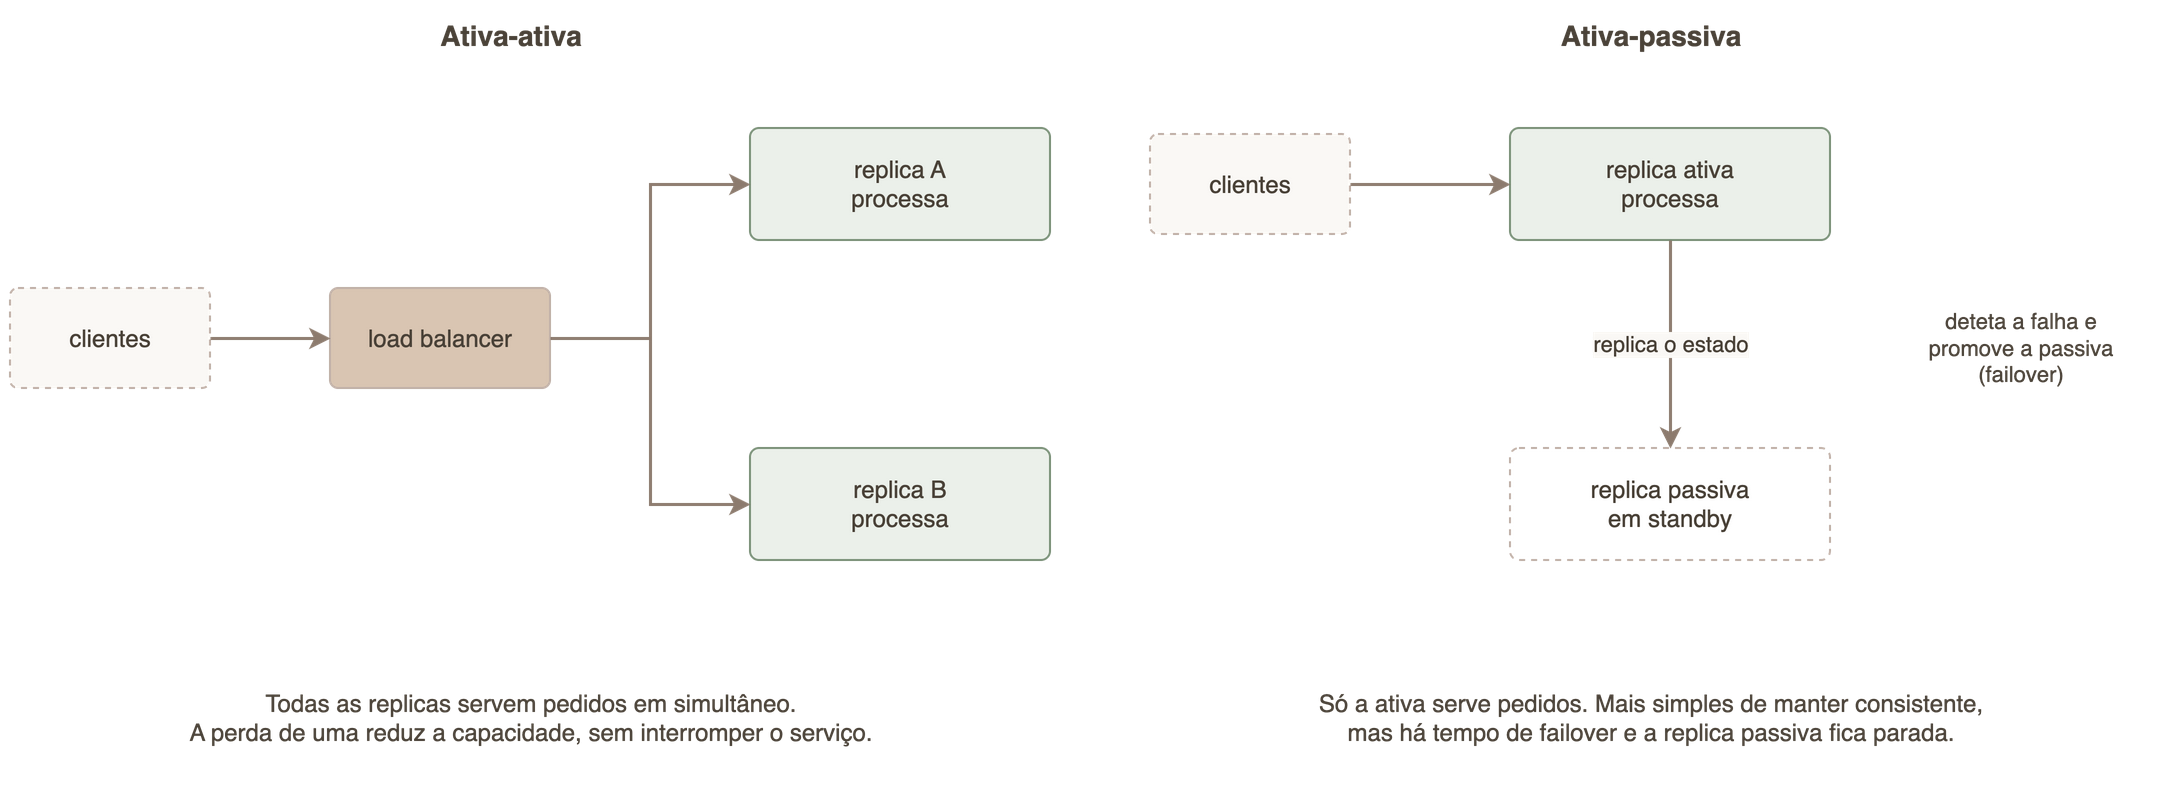 Ativa-ativa
clientes
load balancer
replica A
processa
replica B
processa
Todas as replicas servem pedidos em simultâneo.
A perda de uma reduz a capacidade, sem interromper o serviço.
Ativa-passiva
clientes
replica ativa
processa
replica o estado
deteta a falha e
promove a passiva
(failover)
replica passiva
em standby
Só a ativa serve pedidos. Mais simples de manter consistente,
mas há tempo de failover e a replica passiva fica parada.